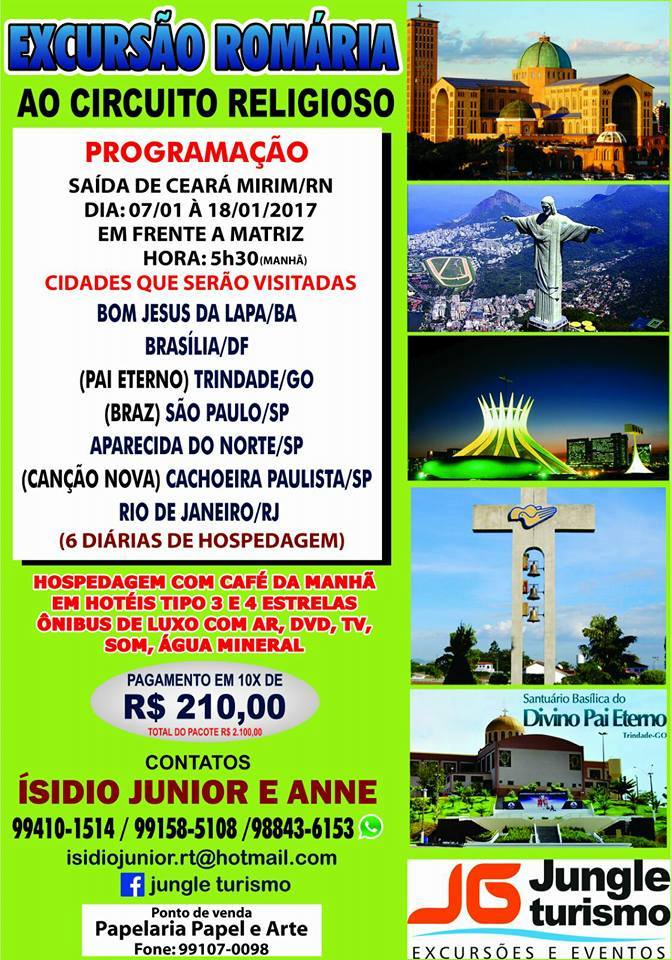 EXCURSÃO ROMÁRIA
AO CIRCUITO RELIGIOSO
PROGRAMAÇÃO
SAÍDA DE CEARÁ MIRIM/RN
DIA: 07/01 À 18/01/2017
EM FRENTE A MATRIZ
HORA: 5h30 (MANHÃ)
CIDADES QUE SERÃO VISITADAS
BOM JESUS DA LAPA/BA
BRASÍLIA/DF
(PAI ETERNO) TRINDADE/GO
(BRAZ) SÃO PAULO/SP
APARECIDA DO NORTE/SP
(CANÇÃO NOVA) CACHOEIRA PAULISTA/SP
RIO DE JANEIRO/RJ
(6 DIÁRIAS DE HOSPEDAGEM)
HOSPEDAGEM COM CAFÉ DA MANHÃ
EM HOTÉIS TIPO 3 E 4 ESTRELAS
ÔNIBUS DE LUXO COM AR, DVD, TV,
SOM, ÁGUA MINERAL
PAGAMENTO EM 10X DE
R$ 210,00
TOTAL DO PACOTE R$ 2.100,00
CONTATOS
ÍSIDIO JUNIOR E ANNE
99410-1514 / 99158-5108 /98843-6153
isidiojunior.rt@hotmail.com
f jungle turismo
Ponto de venda
Papelaria Papel e Arte
Fone: 99107-0098
Santuário Basílica do
Divino Pai Eterno
Trindade-GO
JG Jungle
turismo
EXCURSÕES E EVENTOS